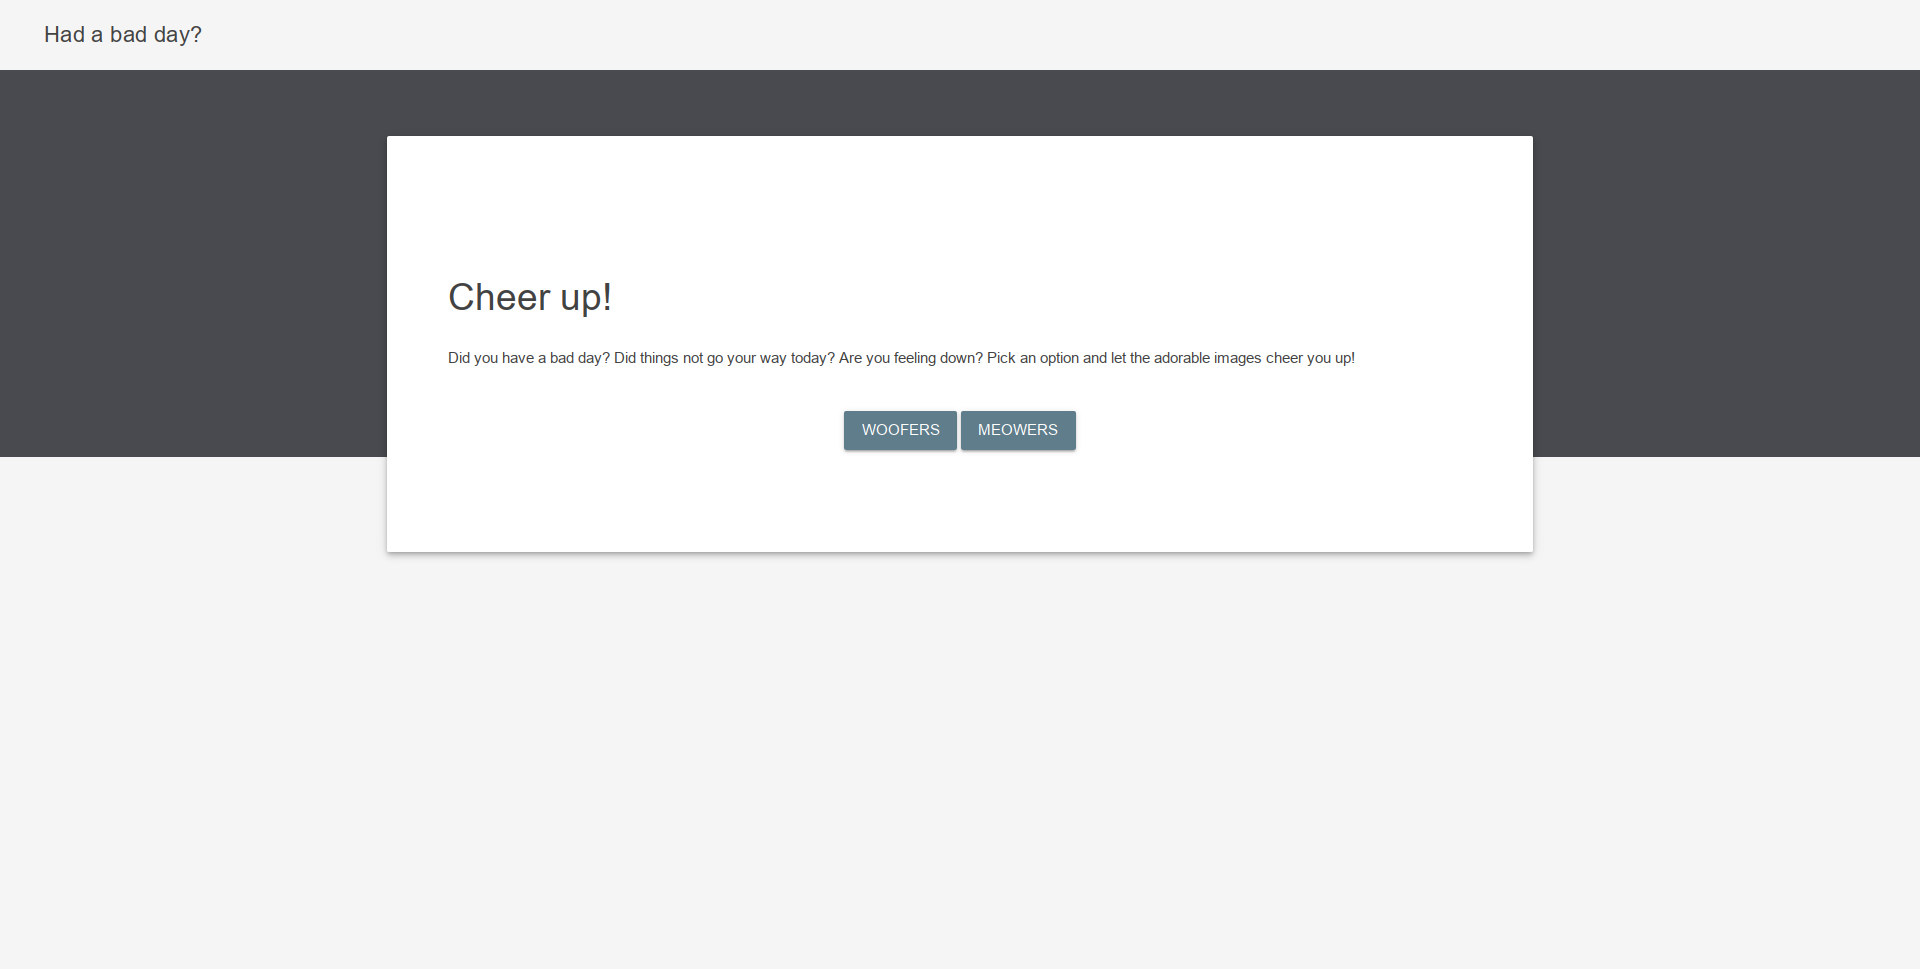 Had a bad day?
Cheer up!
Did you have a bad day? Did things not go your way today? Are you feeling down? Pick an option and let the adorable images cheer you up!
WOOFERS MEOWERS